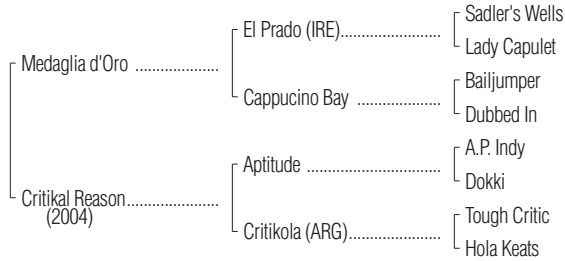 Sadler's Wells
El Prado (IRE)....................
Lady Capulet
Medaglia d'Oro ....................
Bailjumper
Cappucino Bay ....................
Dubbed In
A.P. Indy
Aptitude ................................
Dokki
Critikal Reason......................
(2004)
Tough Critic
Critikola (ARG)......................
Hola Keats